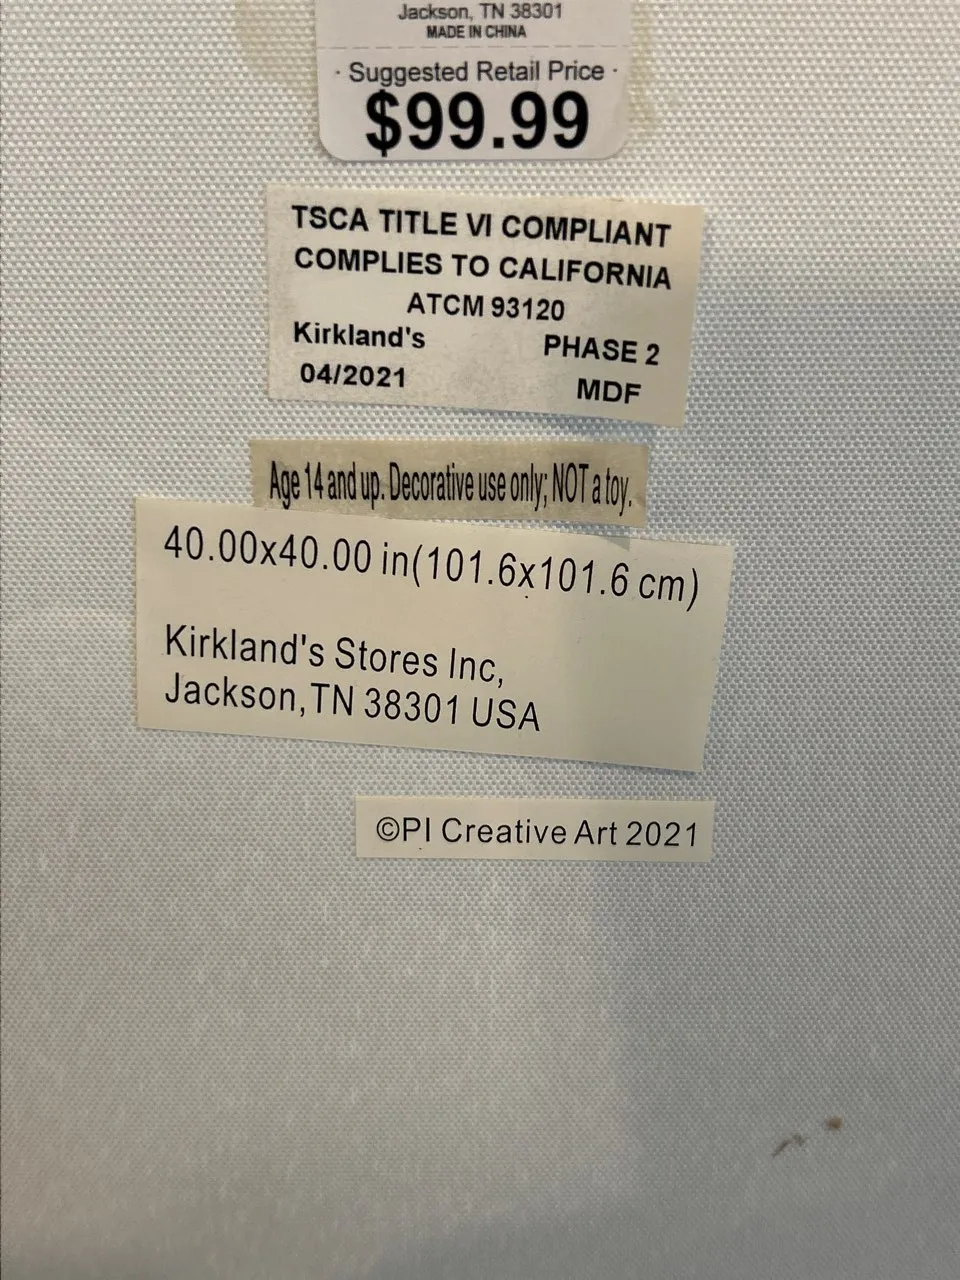 Jackson, TN 38301
MADE IN CHINA
· Suggested Retail Price ·
$99.99
TSCA TITLE VI COMPLIANT
COMPLIES TO CALIFORNIA
ATCM 93120
Kirkland's PHASE 2
04/2021 MDF
Age 14 and up. Decorative use only; NOT a toy.
40.00x40.00 in(101.6x101.6 cm)
Kirkland's Stores Inc,
Jackson,TN 38301 USA
©PI Creative Art 2021